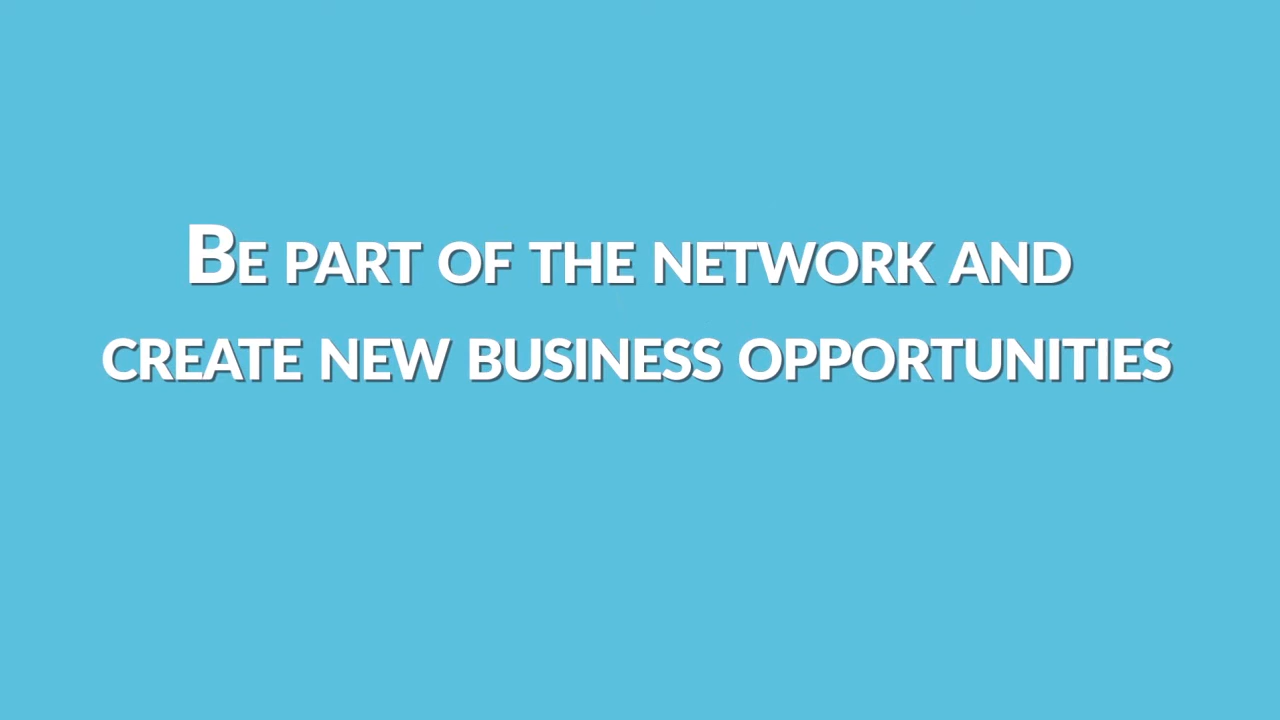 Be part of the network and
create new business opportunities